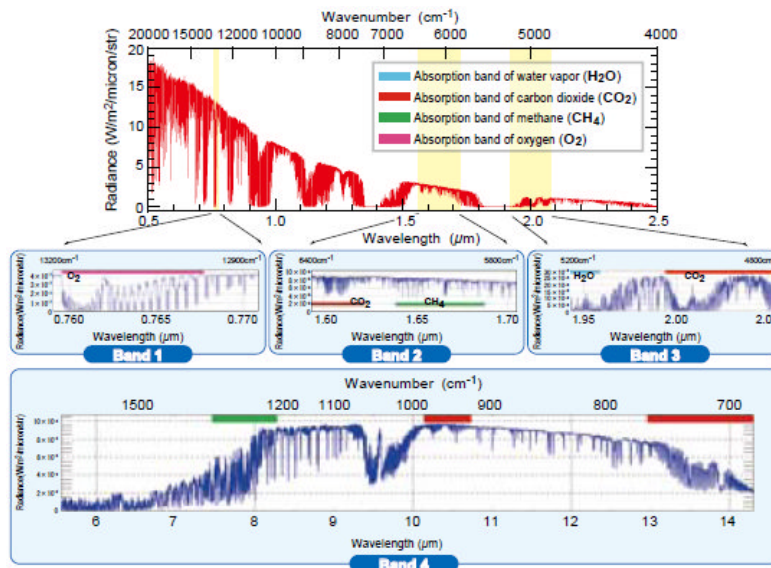 Wavenumber (cm-1)
20000 15000 12000 10000 9000 8000 7000 6000 5000 4000
Radiance (W/m2/micron/str)
20
15
10
5
0
Absorption band of water vapor (H2O)
Absorption band of carbon dioxide (CO2)
Absorption band of methane (CH4)
Absorption band of oxygen (O2)
0.5 1.0 1.5 2.0 2.5
Wavelength (μm)
13200cm-1 12900cm-1
O2
0.760 0.765 0.770
Wavelength (μm)
Band 1
6400cm-1 5800cm-1
CO2 CH4
1.60 1.65 1.70
Wavelength (μm)
Band 2
5200cm-1 4800cm-1
H2O CO2
1.95 2.00 2.0
Wavelength (μm)
Band 3
Wavenumber (cm-1)
1500 1200 1100 1000 900 800 700
6 7 8 9 10 11 12 13 14
Wavelength (μm)
Band 4